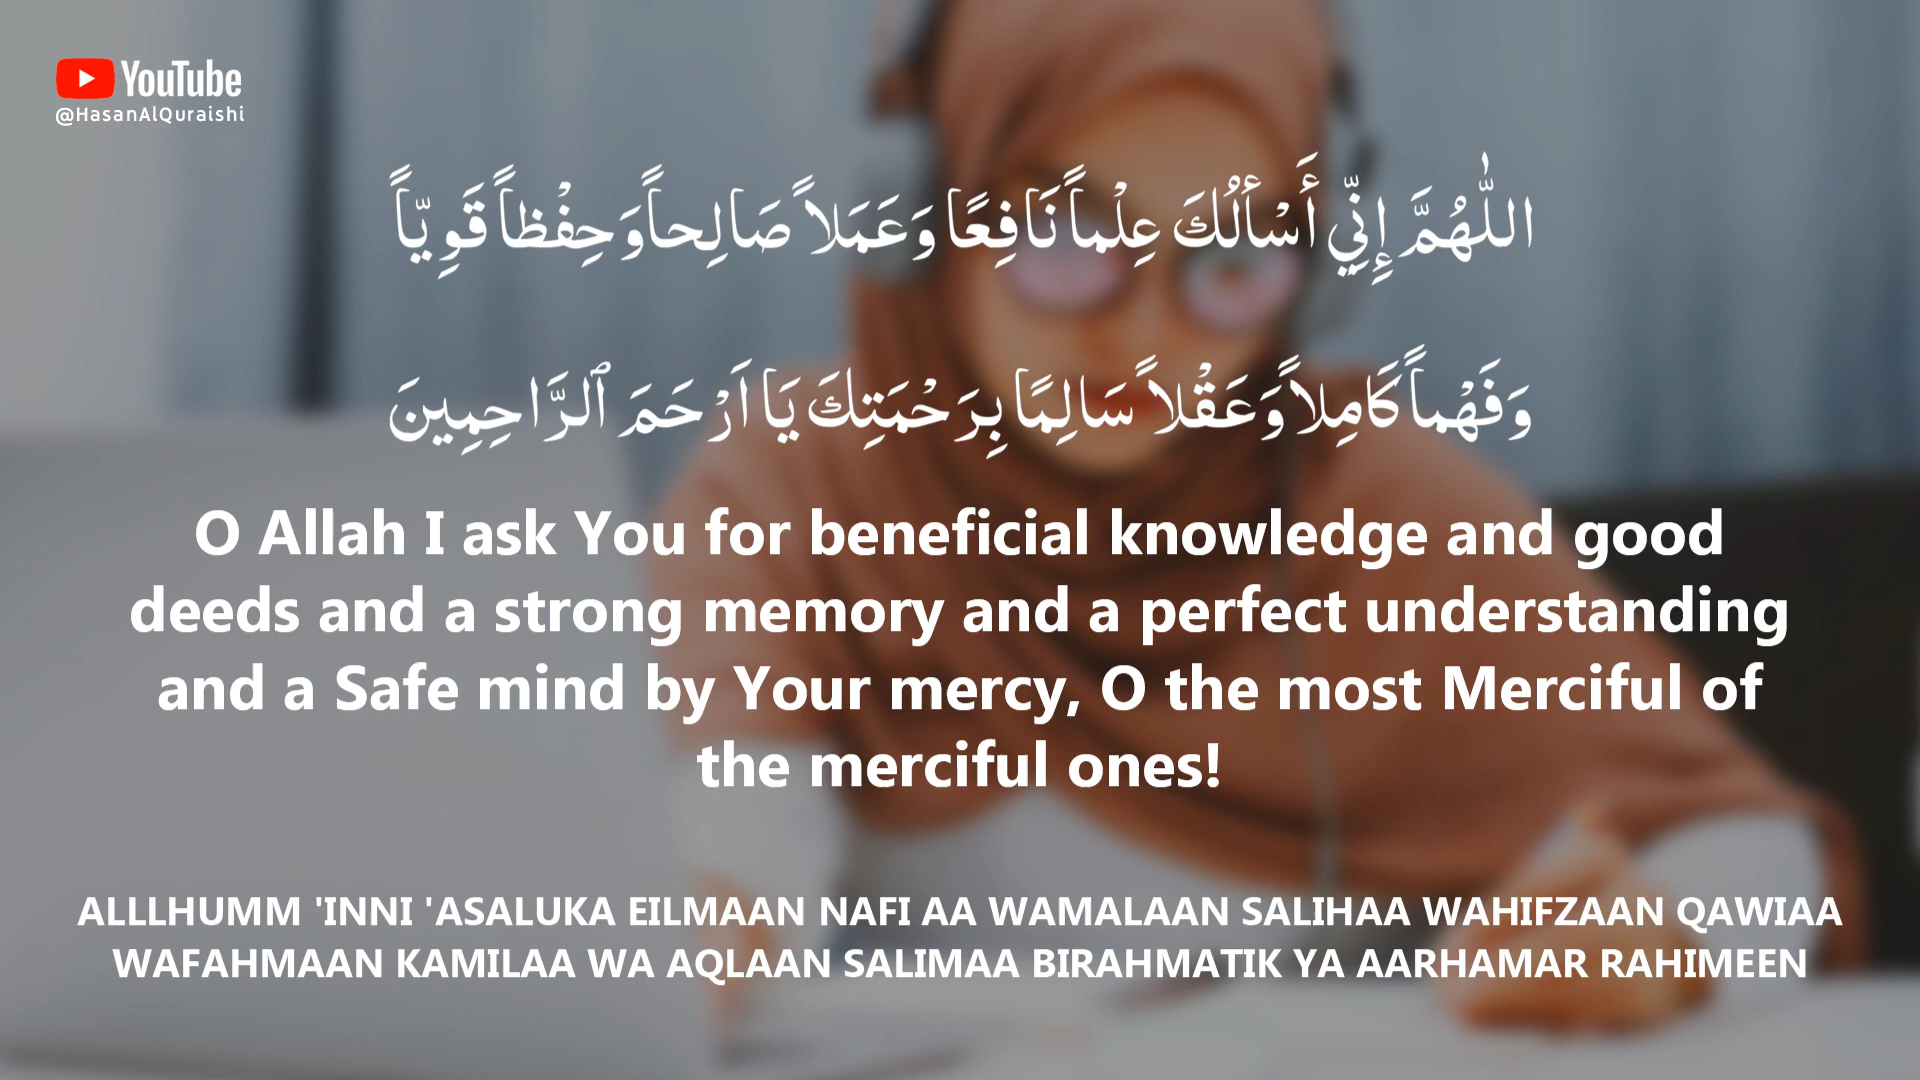 YouTube
@HasanAlQuraishi
اللّٰهُمَّ إِنِّي أَسْأَلُكَ عِلْماً نَافِعًا وَعَمَلاً صَالِحاً وَحِفْظاً قَوِيّاً
وَفَهْماً كَامِلاً وَعَقْلاً سَالِمًا بِرَحْمَتِكَ يَا اَرْحَمَ ٱلرَّاحِمِينَ
O Allah I ask You for beneficial knowledge and good
deeds and a strong memory and a perfect understanding
and a Safe mind by Your mercy, O the most Merciful of
the merciful ones!
ALLLHUMM 'INNI 'ASALUKA EILMAAN NAFI AA WAMALAAN SALIHAA WAHIFZAAN QAWIAA
WAFAHMAAN KAMILAA WA AQLAAN SALIMAA BIRAHMATIK YA AARHAMAR RAHIMEEN